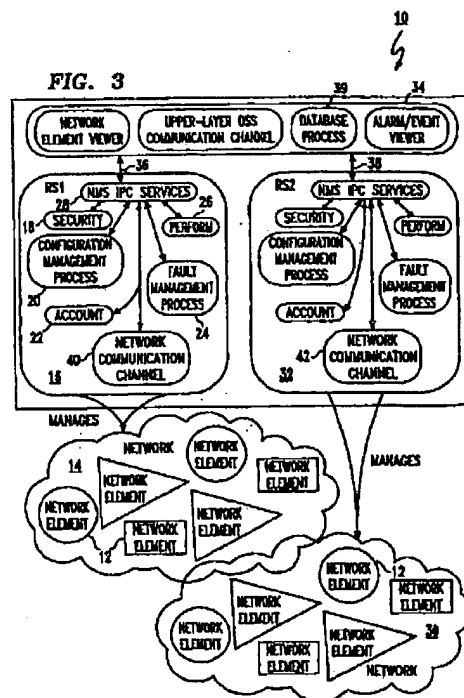 10
FIG. 3
39
34
NETWORK
ELEMENT VIEWER
UPPER-LAYER OSS
COMMUNICATION CHANNEL
DATABASE
PROCESS
ALARM/EVENT
VIEWER
36
38
RS1
28
NMS IPC SERVICES
26
18
SECURITY
PERFORM
CONFIGURATION
MANAGEMENT
PROCESS
20
FAULT
MANAGEMENT
PROCESS
ACCOUNT
22
24
40
NETWORK
COMMUNICATION
CHANNEL
16
RS2
NMS IPC SERVICES
SECURITY
PERFORM
CONFIGURATION
MANAGEMENT
PROCESS
FAULT
MANAGEMENT
PROCESS
ACCOUNT
42
NETWORK
COMMUNICATION
CHANNEL
32
MANAGES
MANAGES
14
NETWORK
NETWORK
ELEMENT
NETWORK
ELEMENT
NETWORK
ELEMENT
NETWORK
ELEMENT
NETWORK
ELEMENT
NETWORK
ELEMENT
12
NETWORK
ELEMENT
12
NETWORK
ELEMENT
NETWORK
ELEMENT
NETWORK
ELEMENT
NETWORK
ELEMENT
NETWORK
ELEMENT
30
NETWORK